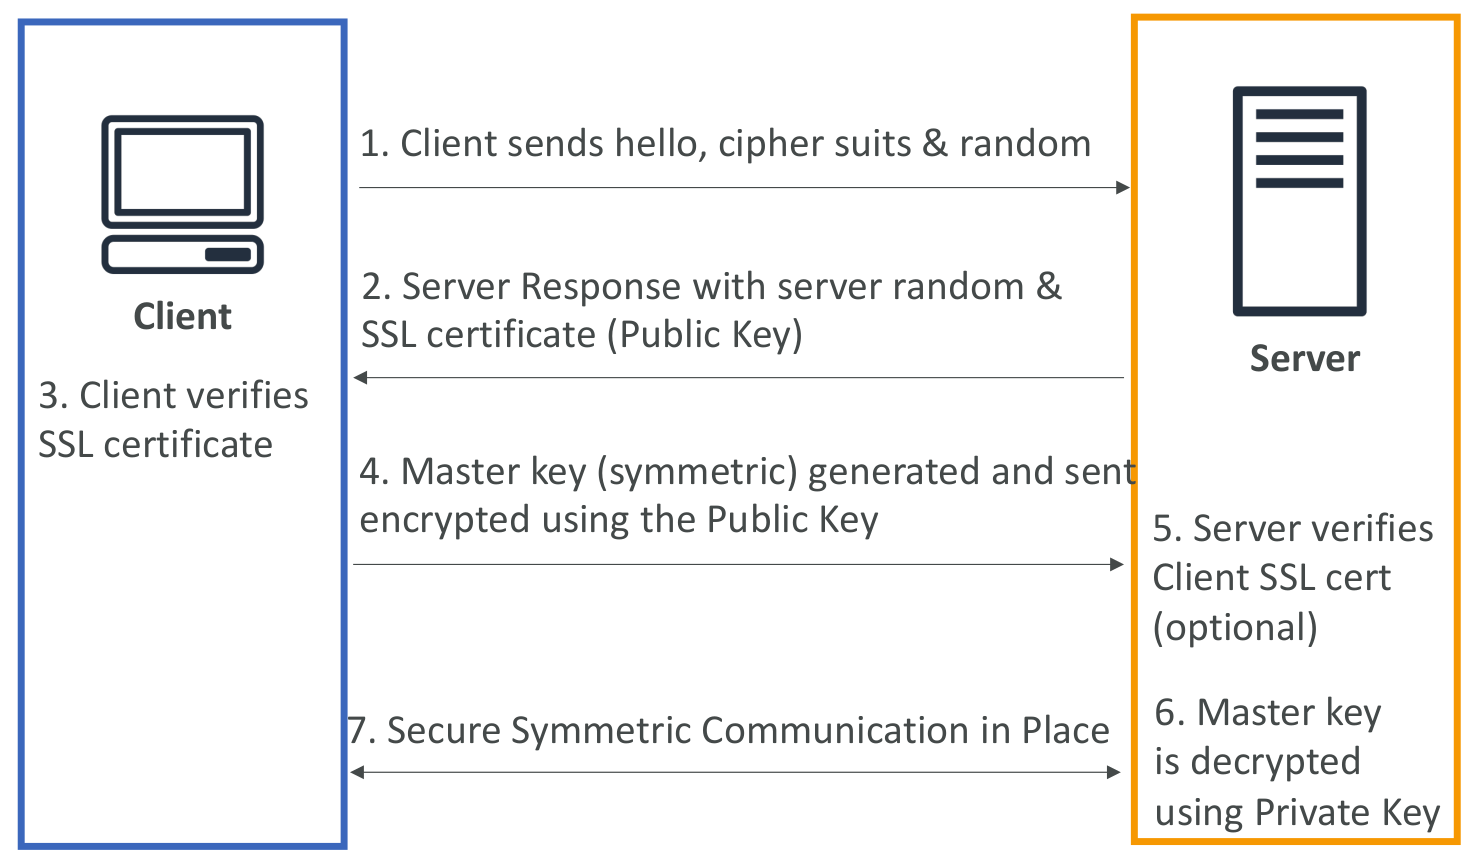 1. Client sends hello, cipher suits & random
2. Server Response with server random &
SSL certificate (Public Key)
Client
Server
3. Client verifies
SSL certificate
4. Master key (symmetric) generated and sent
encrypted using the Public Key
5. Server verifies
Client SSL cert
(optional)
6. Master key
is decrypted
using Private Key
7. Secure Symmetric Communication in Place